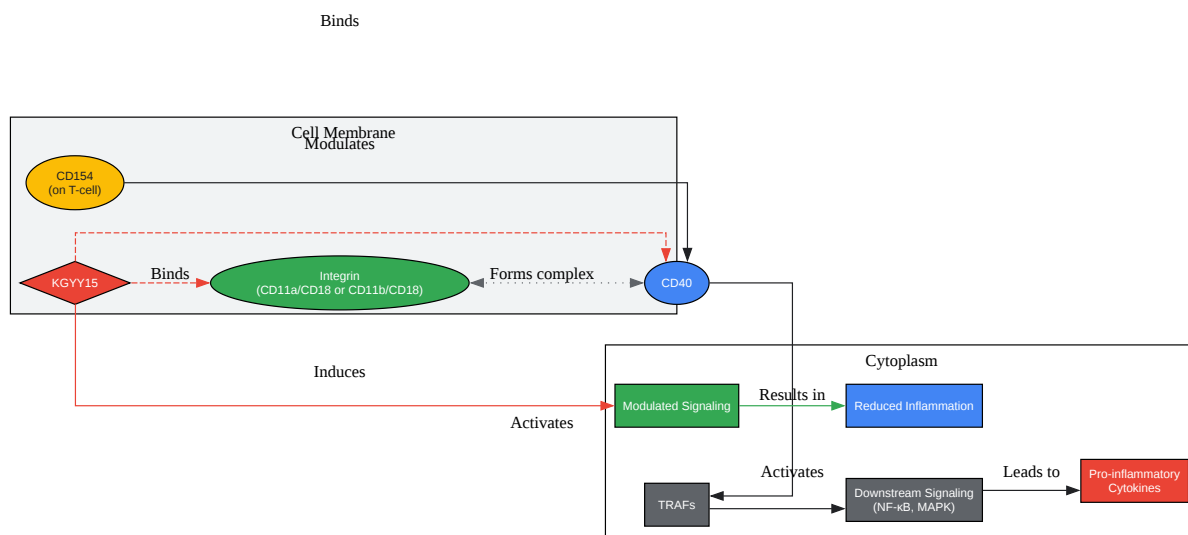 Binds
Cell Membrane
Modulates
CD154
(on T-cell)
KGYY15
Binds
Integrin
(CD11a/CD18 or CD11b/CD18)
Forms complex
CD40
Induces
Cytoplasm
Modulated Signaling
Results in
Reduced Inflammation
Activates
Activates
Leads to
Pro-inflammatory
Cytokines
TRAFs
Downstream Signaling
(NF-κB, MAPK)